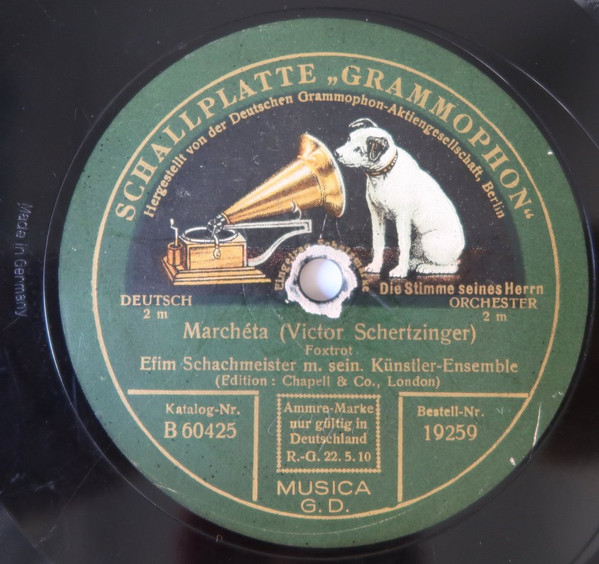 SCHALLPLATTE „GRAMMOPHON“
Hergestellt von der Deutschen Grammophon-Aktiengesellschaft, Berlin
Die Stimme seines Herrn
DEUTSCH
2 m
ORCHESTER
2 m
Marchéta (Victor Schertzinger)
Foxtrot
Efim Schachmeister m. sein. Künstler-Ensemble
(Edition: Chapell & Co., London)
Katalog-Nr.
B 60425
Ammre-Marke
nur gültig in
Deutschland
R.-G. 22. 5. 10
Bestell-Nr.
19259
MUSICA
G. D.
Made in Germany